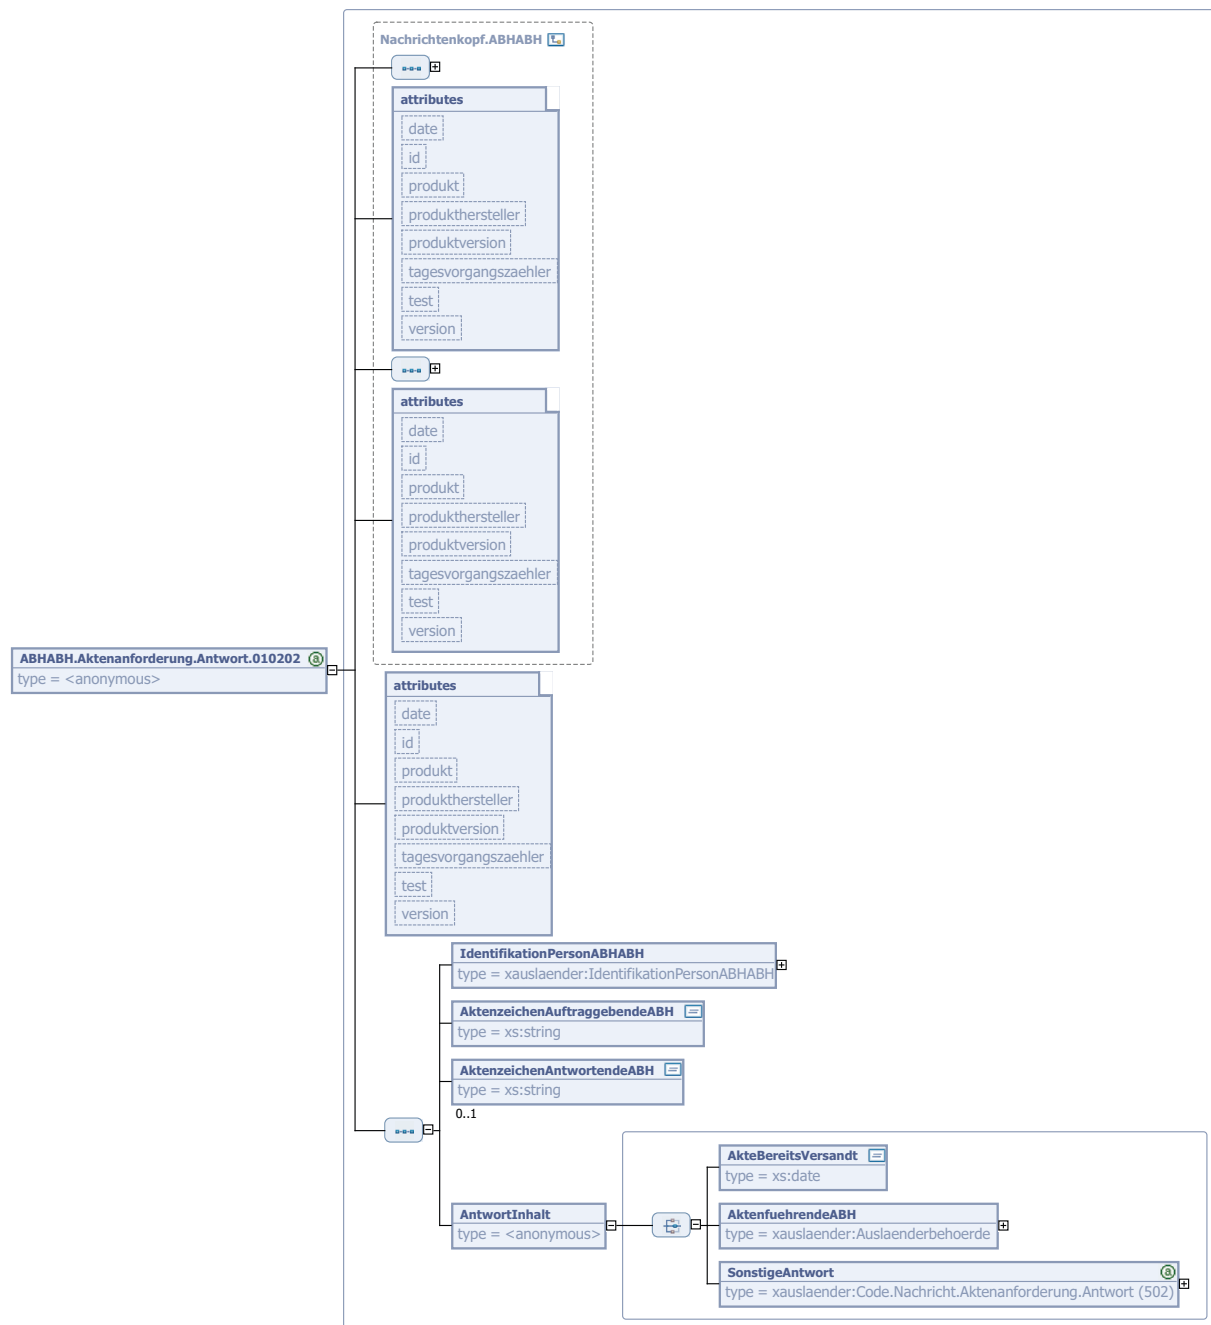 Nachrichtenkopf.ABHABH
attributes
date
id
produkt
produkthersteller
produktversion
tagesvorgangszaehler
test
version
attributes
date
id
produkt
produkthersteller
produktversion
tagesvorgangszaehler
test
version
ABHABH.Aktenanforderung.Antwort.010202 @
type = <anonymous>
attributes
date
id
produkt
produkthersteller
produktversion
tagesvorgangszaehler
test
version
IdentifikationPersonABHABH
type = xauslaender:IdentifikationPersonABHABH
AktenzeichenAuftraggebendeABH
type = xs:string
AktenzeichenAntwortendeABH
type = xs:string
0..1
AntwortInhalt
type = <anonymous>
AkteBereitsVersandt
type = xs:date
AktenfuehrendeABH
type = xauslaender:Auslaenderbehoerde
SonstigeAntwort @
type = xauslaender:Code.Nachricht.Aktenanforderung.Antwort (502)